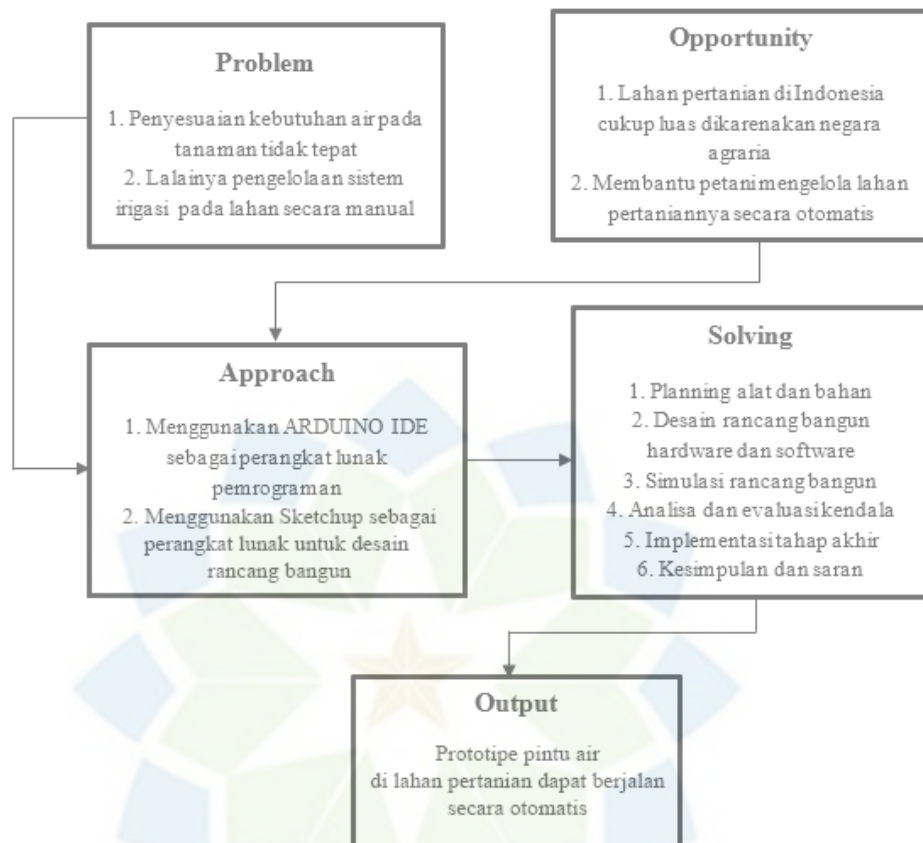 Problem
1. Penyesuaian kebutuhan air pada
tanaman tidak tepat
2. Lalainya pengelolaan sistem
irigasi pada lahan secara manual
Opportunity
1. Lahan pertanian di Indonesia
cukup luas dikarenakan negara
agraria
2. Membantu petani mengelola lahan
pertaniannya secara otomatis
Approach
1. Menggunakan ARDUINO IDE
sebagai perangkat lunak
pemrograman
2. Menggunakan Sketchup sebagai
perangkat lunak untuk desain
rancang bangun
Solving
1. Planning alat dan bahan
2. Desain rancang bangun
hardware dan software
3. Simulasi rancang bangun
4. Analisa dan evaluasi kendala
5. Implementasi tahap akhir
6. Kesimpulan dan saran
Output
Prototipe pintu air
di lahan pertanian dapat berjalan
secara otomatis